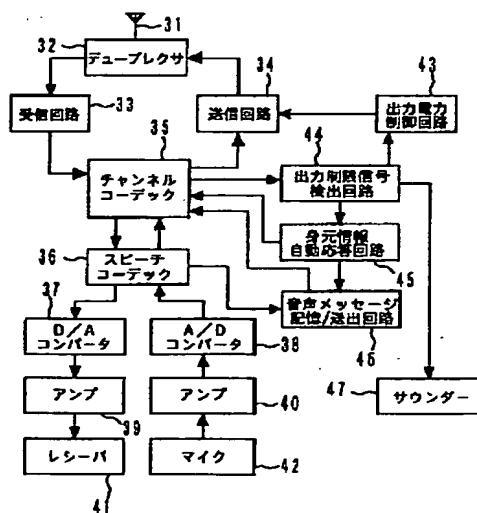 31
32
デュープレクサ
34
43
受信回路
33
送信回路
出力電力
制御回路
35
44
チャンネル
コーデック
出力制限信号
検出回路
36
スピーチ
コーデック
身元情報
自動応答回路
45
37
D/A
コンバータ
A/D
コンバータ
38
音声メッセージ
記憶/送出回路
46
アンプ
39
アンプ
40
47
サウンダー
レシーバ
41
マイク
42